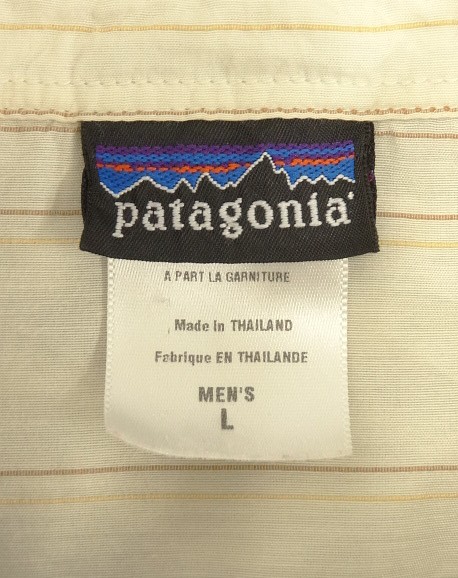 patagonia®
A PART LA GARNITURE
Made In THAILAND
Fabrique EN THAILANDE
MEN'S
L